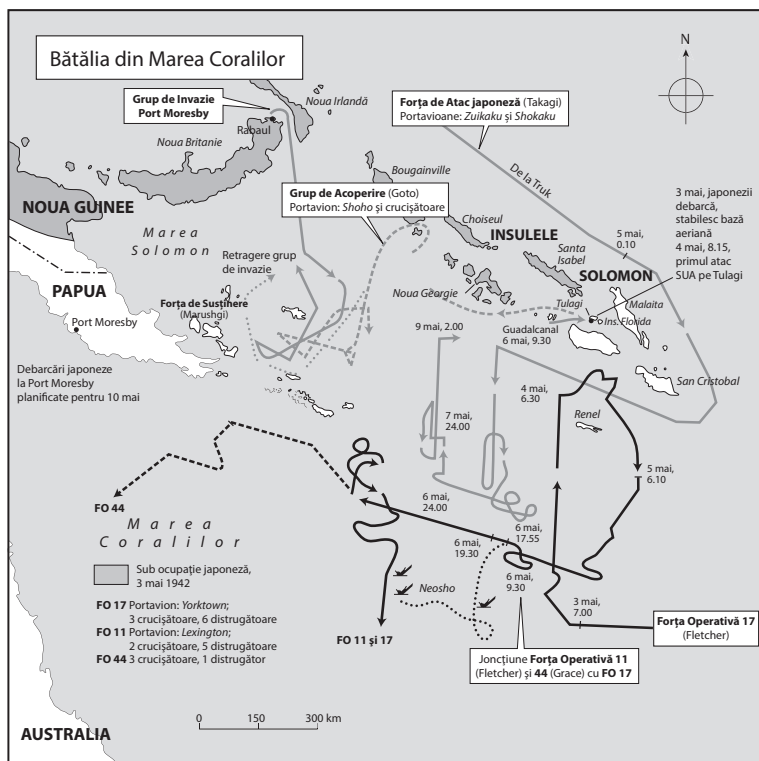 Bătălia din Marea Coralilor
N
Grup de Invazie
Port Moresby
Noua Irlandă
Rabaul
Noua Britanie
Forța de Atac japoneză (Takagi)
Portavioane: Zuikaku și Shokaku
De la Truk
Bougainville
Grup de Acoperire (Goto)
Portavion: Shoho și crucișătoare
Choiseul
INSULELE
Santa
Isabel
SOLOMON
5 mai,
0.10
3 mai, japonezii
debarcă,
stabilesc bază
aeriană
4 mai, 8.15,
primul atac
SUA pe Tulagi
NOUA GUINEE
Marea
Solomon
Retragere grup
de invazie
PAPUA
Port Moresby
Forța de Susținere
(Marushgi)
Noua Georgie
Tulagi
Malaita
Ins. Florida
9 mai, 2.00
Guadalcanal
6 mai, 9.30
San Cristobal
Debarcări japoneze
la Port Moresby
planificate pentru 10 mai
4 mai,
6.30
Renel
7 mai,
24.00
5 mai,
6.10
6 mai,
24.00
FO 44
6 mai,
17.55
6 mai,
19.30
6 mai,
9.30
Marea
Coralilor
Neosho
3 mai,
7.00
Sub ocupație japoneză,
3 mai 1942
FO 17 Portavion: Yorktown;
3 crucișătoare, 6 distrugătoare
FO 11 Portavion: Lexington;
2 crucișătoare, 5 distrugătoare
FO 44 3 crucișătoare, 1 distrugător
FO 11 și 17
Forța Operativă 17
(Fletcher)
Joncțiune Forța Operativă 11
(Fletcher) și 44 (Grace) cu FO 17
0 150 300 km
AUSTRALIA